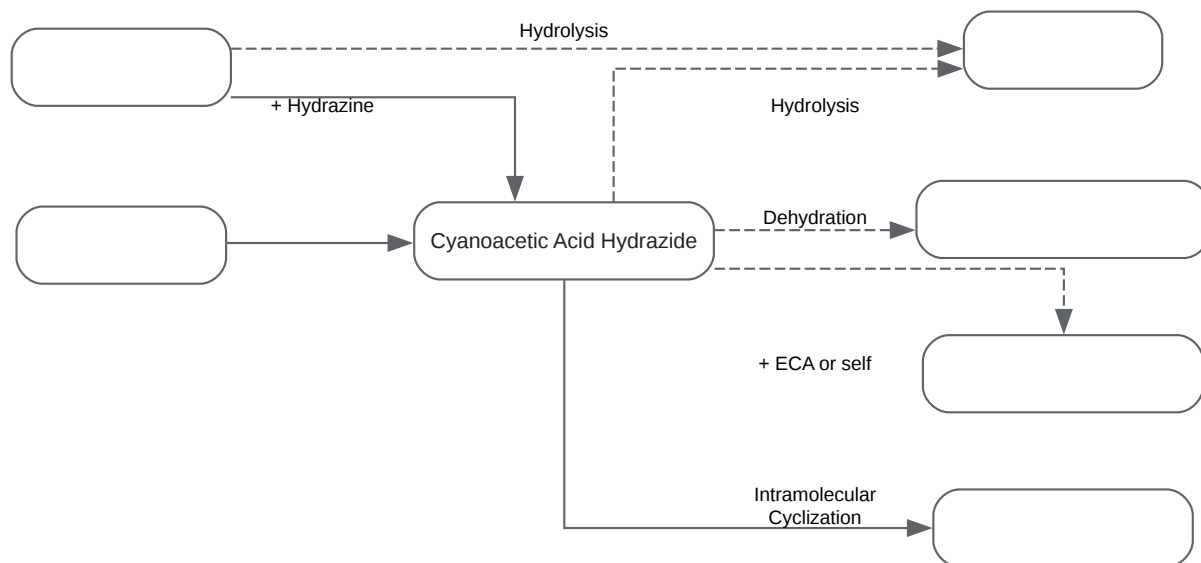 Hydrolysis
+ Hydrazine
Hydrolysis
Cyanoacetic Acid Hydrazide
Dehydration
+ ECA or self
Intramolecular
Cyclization